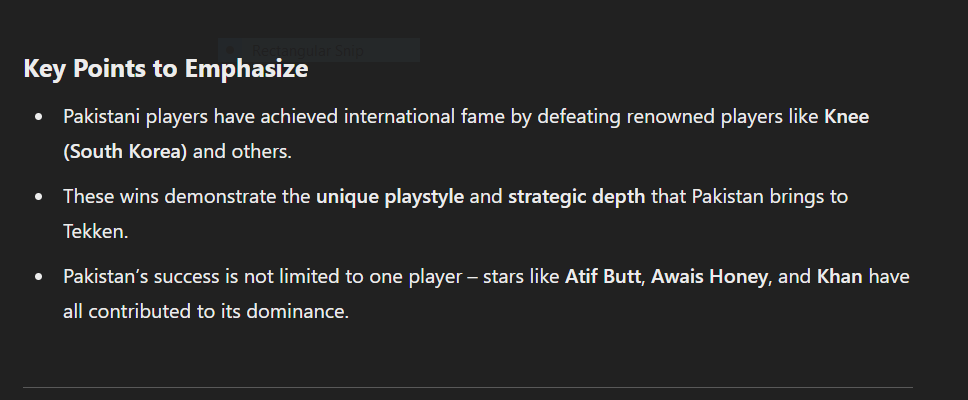 Rectangular Snip
Key Points to Emphasize
• Pakistani players have achieved international fame by defeating renowned players like Knee
(South Korea) and others.
• These wins demonstrate the unique playstyle and strategic depth that Pakistan brings to
Tekken.
• Pakistan’s success is not limited to one player – stars like Atif Butt, Awais Honey, and Khan have
all contributed to its dominance.